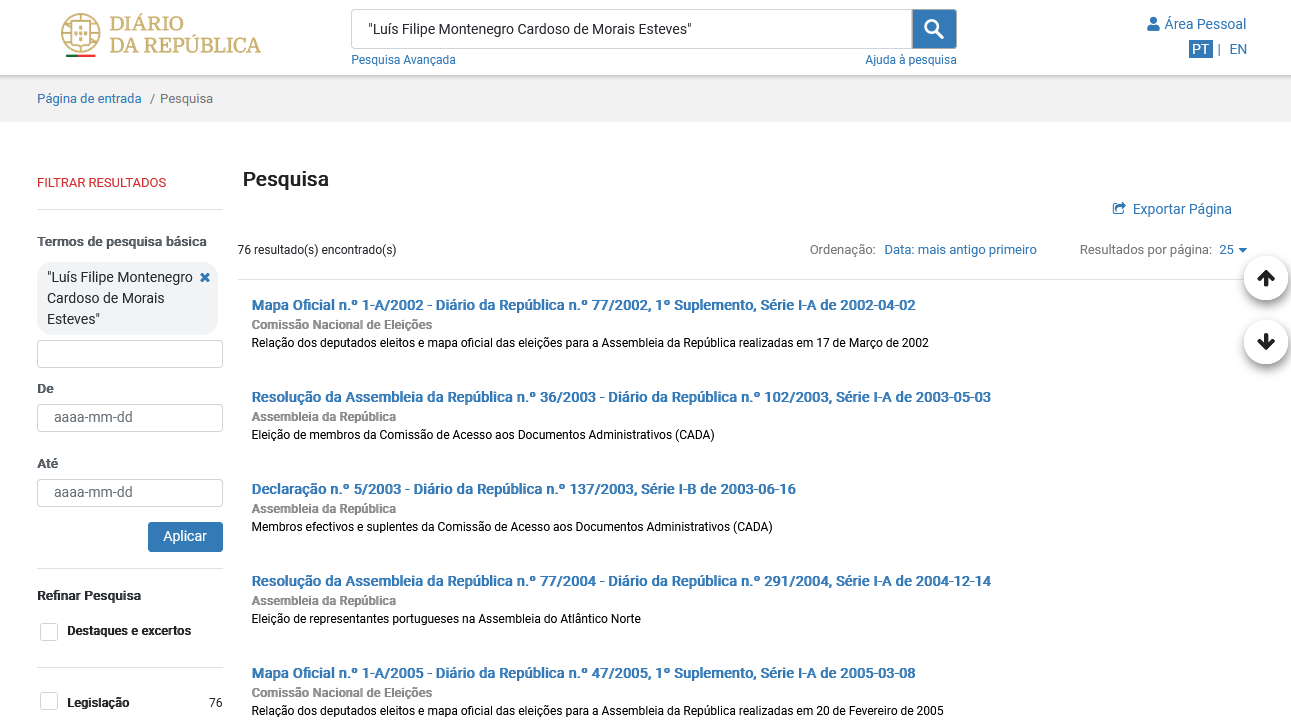 DIÁRIO
DA REPÚBLICA
"Luís Filipe Montenegro Cardoso de Morais Esteves"
Pesquisa Avançada
Ajuda à pesquisa
Área Pessoal
PT | EN
Página de entrada / Pesquisa
FILTRAR RESULTADOS
Termos de pesquisa básica
"Luís Filipe Montenegro
Cardoso de Morais
Esteves"
De
aaaa-mm-dd
Até
aaaa-mm-dd
Aplicar
Refinar Pesquisa
Destaques e excertos
Legislação 76
Pesquisa
Exportar Página
76 resultado(s) encontrado(s)
Ordenação: Data: mais antigo primeiro
Resultados por página: 25
Mapa Oficial n.º 1-A/2002 - Diário da República n.º 77/2002, 1º Suplemento, Série I-A de 2002-04-02
Comissão Nacional de Eleições
Relação dos deputados eleitos e mapa oficial das eleições para a Assembleia da República realizadas em 17 de Março de 2002
Resolução da Assembleia da República n.º 36/2003 - Diário da República n.º 102/2003, Série I-A de 2003-05-03
Assembleia da República
Eleição de membros da Comissão de Acesso aos Documentos Administrativos (CADA)
Declaração n.º 5/2003 - Diário da República n.º 137/2003, Série I-B de 2003-06-16
Assembleia da República
Membros efectivos e suplentes da Comissão de Acesso aos Documentos Administrativos (CADA)
Resolução da Assembleia da República n.º 77/2004 - Diário da República n.º 291/2004, Série I-A de 2004-12-14
Assembleia da República
Eleição de representantes portugueses na Assembleia do Atlântico Norte
Mapa Oficial n.º 1-A/2005 - Diário da República n.º 47/2005, 1º Suplemento, Série I-A de 2005-03-08
Comissão Nacional de Eleições
Relação dos deputados eleitos e mapa oficial das eleições para a Assembleia da República realizadas em 20 de Fevereiro de 2005